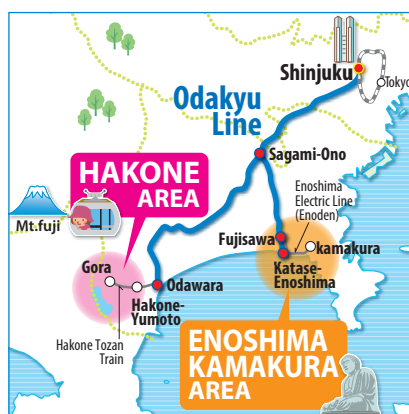 Shinjuku
Tokyo
Odakyu
Line
Sagami-Ono
HAKONE
AREA
Enoshima
Electric Line
(Enoden)
Mt.fuji
Fujisawa
kamakura
Gora
Katase-
Enoshima
Odawara
Hakone-
Yumoto
Hakone Tozan
Train
ENOSHIMA
KAMAKURA
AREA